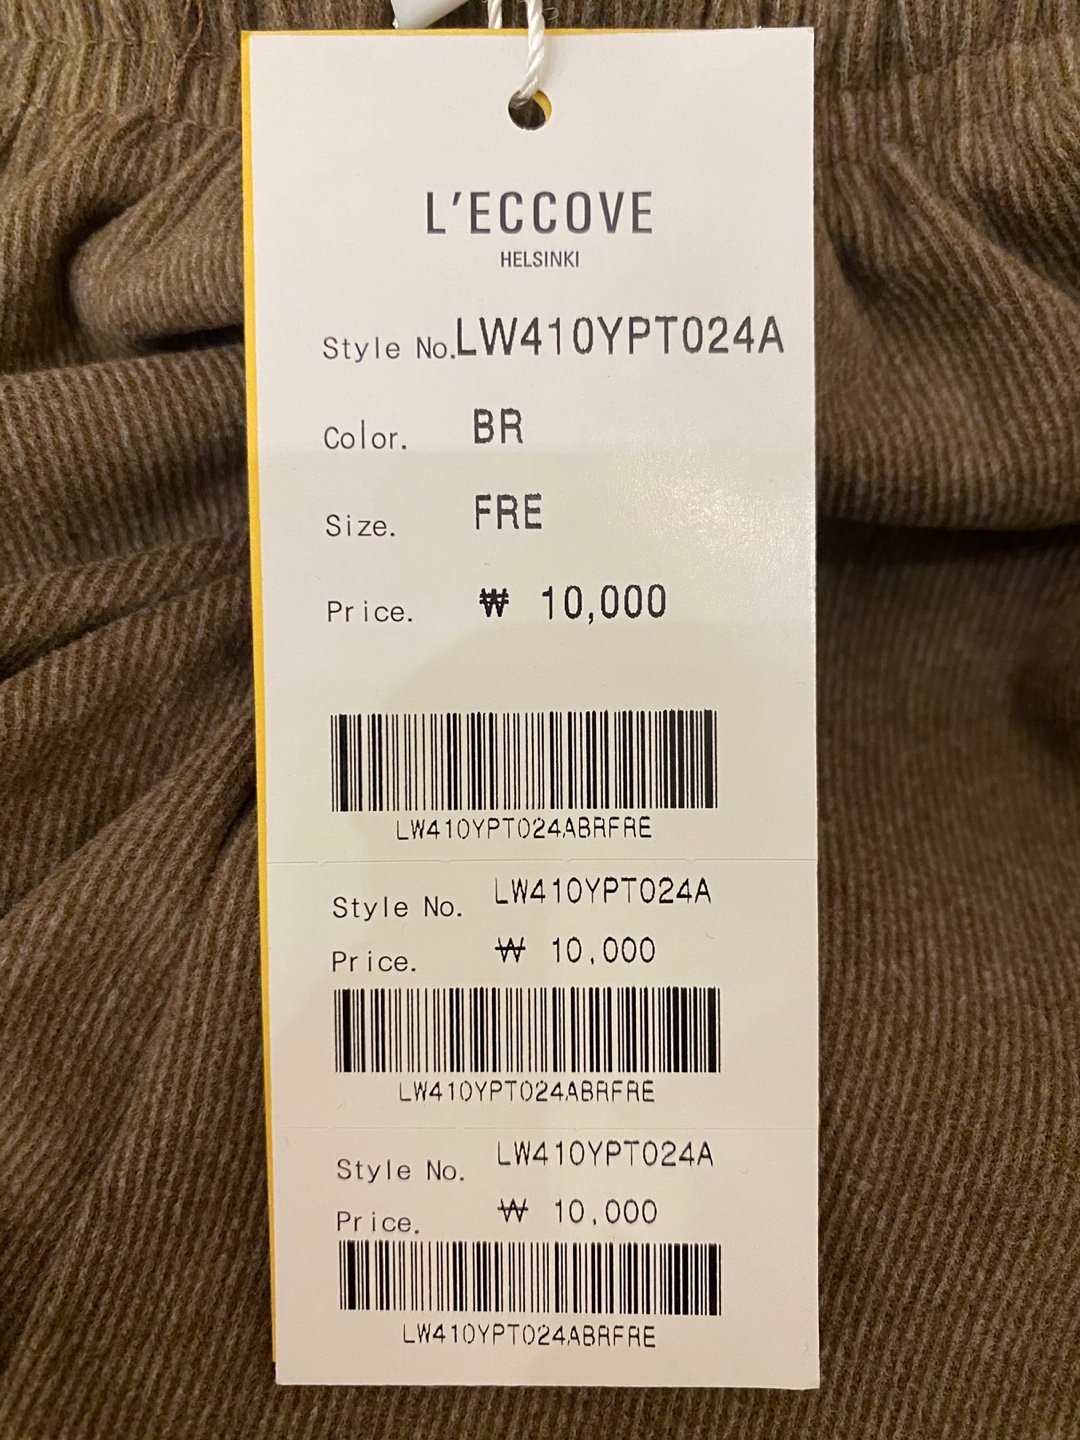 L'ECCOVE
HELSINKI
Style No. LW410YPT024A
Color. BR
Size. FRE
Price. ₩ 10,000
LW410YPT024ABRFRE
Style No. LW410YPT024A
Price. ₩ 10,000
LW410YPT024ABRFRE
Style No. LW410YPT024A
Price. ₩ 10,000
LW410YPT024ABRFRE